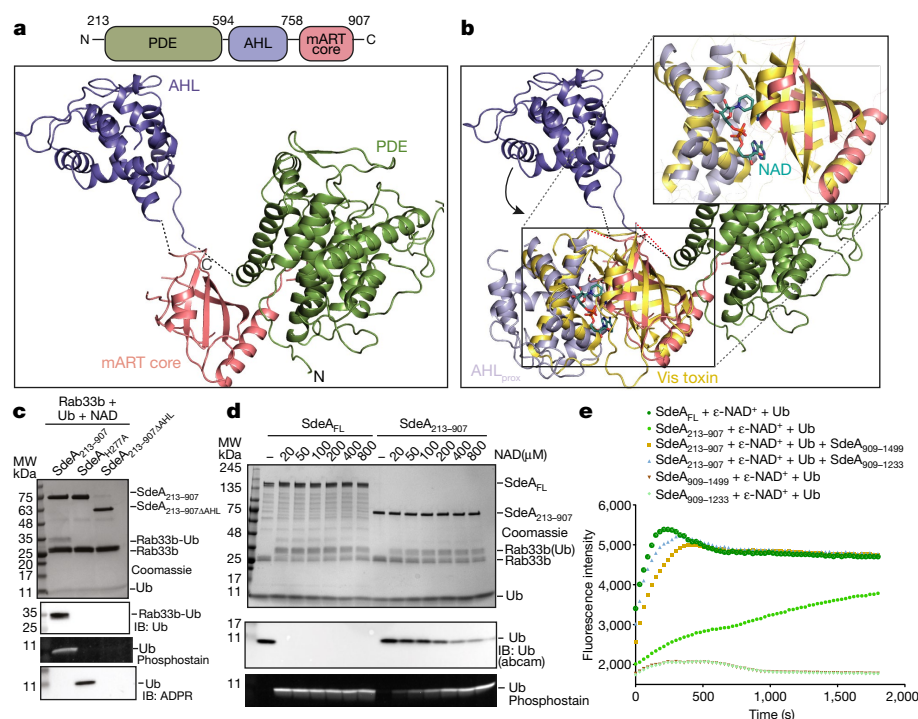 a
213 594 758 907
N PDE AHL mART core C
AHL
PDE
C
mART core
N
b
NAD
AHLprox
Vis toxin
c
Rab33b +
Ub + NAD
SdeA213–907
SdeAH277A
SdeA213–907ΔAHL
MW
kDa
75
63
48
35
25
20
17
11
SdeA213–907
SdeA213–907ΔAHL
Rab33b-Ub
Rab33b
Coomassie
Ub
35
25
Rab33b-Ub
IB: Ub
11
Ub
Phosphostain
11
Ub
IB: ADPR
d
SdeAFL SdeA213–907
MW
kDa
– 20 50 100 200 400 800 – 20 50 100 200 400 800 NAD(μM)
245
135
75
63
48
35
25
17
11
SdeAFL
SdeA213–907
Coomassie
Rab33b(Ub)
Rab33b
Ub
17
11
Ub
IB: Ub
(abcam)
11
Ub
Phosphostain
e
SdeAFL + ε-NAD+ + Ub
SdeA213–907 + ε-NAD+ + Ub
SdeA213–907 + ε-NAD+ + Ub + SdeA909–1499
SdeA213–907 + ε-NAD+ + Ub + SdeA909–1233
SdeA909–1499 + ε-NAD+ + Ub
SdeA909–1233 + ε-NAD+ + Ub
Fluorescence intensity
6,000
5,000
4,000
3,000
2,000
0 500 1,000 1,500 2,000
Time (s)